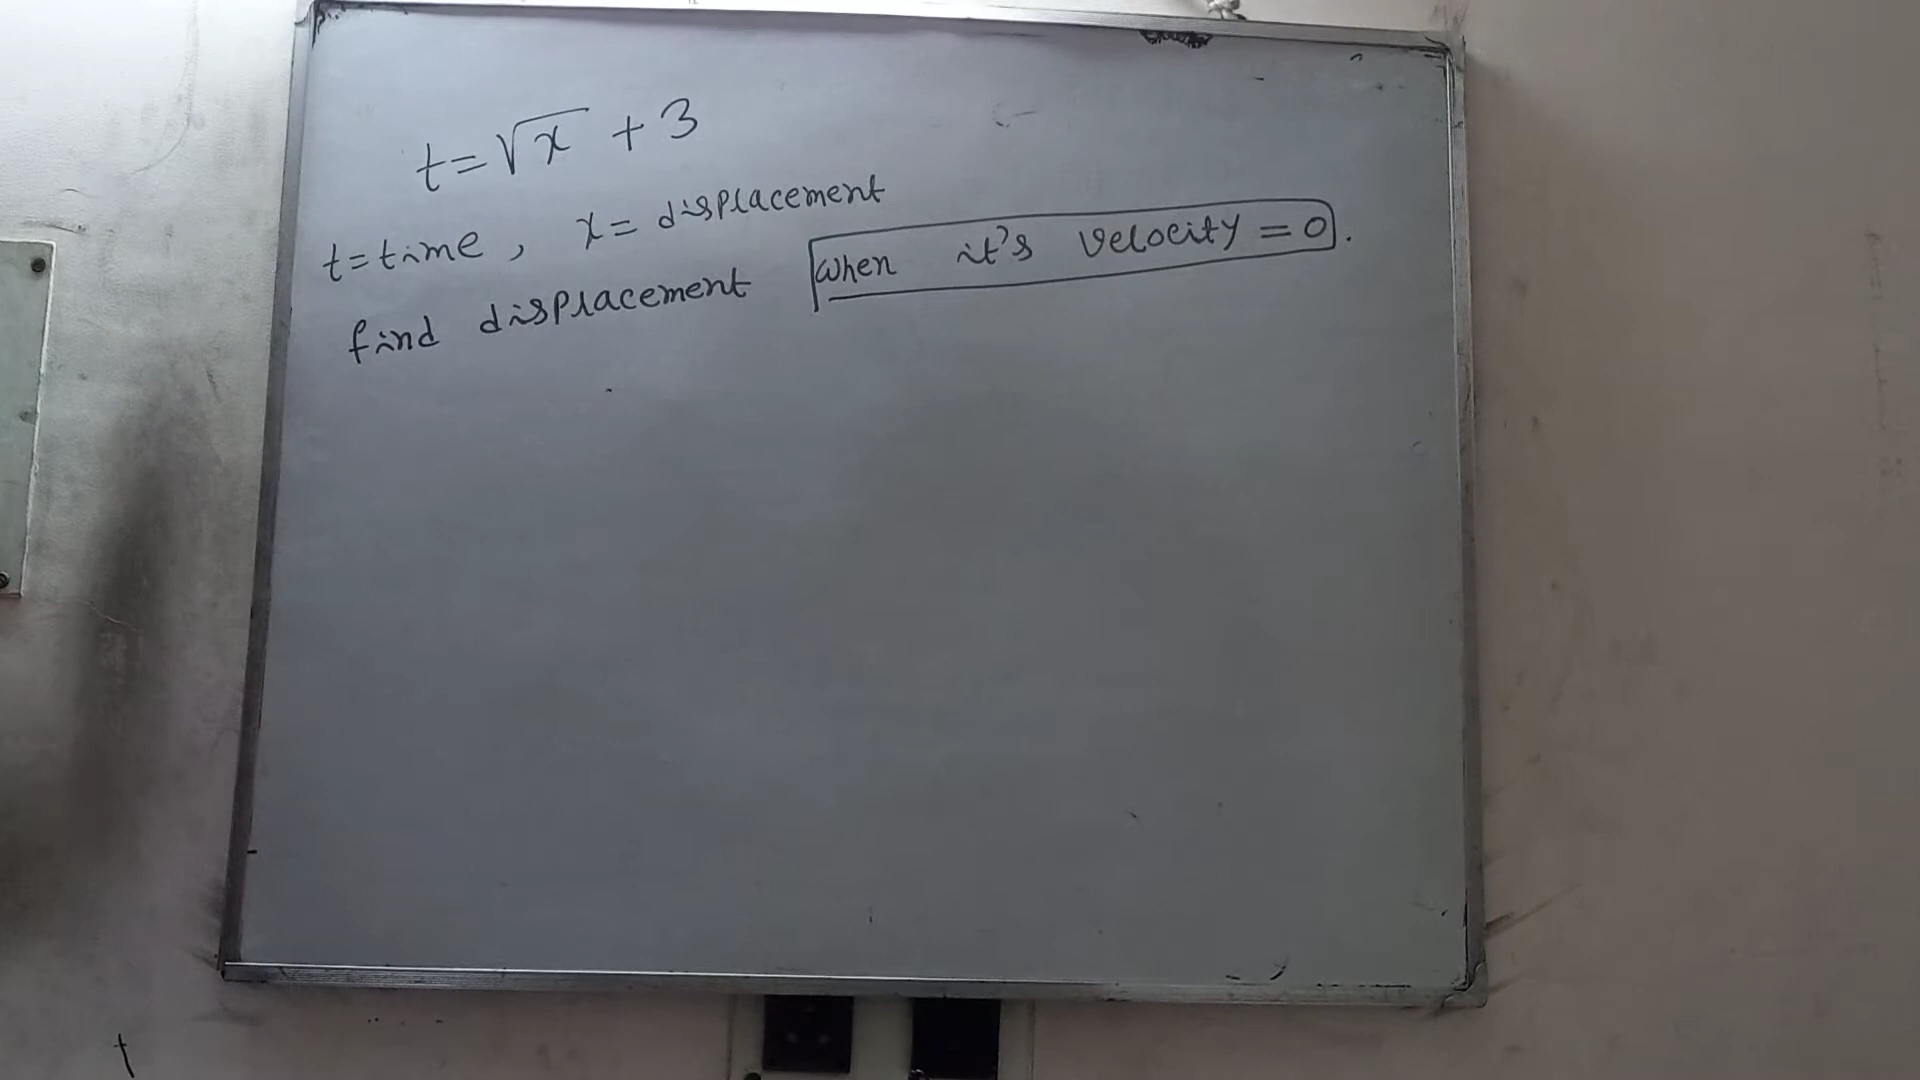 t=√x + 3
t=time, x= displacement
find displacement when it's velocity = 0.